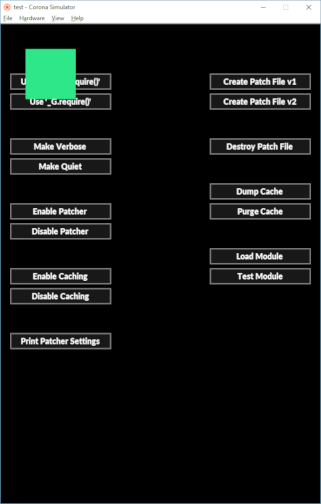 test - Corona Simulator
File Hardware View Help
equire()'
Create Patch File v1
Use '_G.require()'
Create Patch File v2
Make Verbose
Destroy Patch File
Make Quiet
Dump Cache
Enable Patcher
Purge Cache
Disable Patcher
Load Module
Enable Caching
Test Module
Disable Caching
Print Patcher Settings